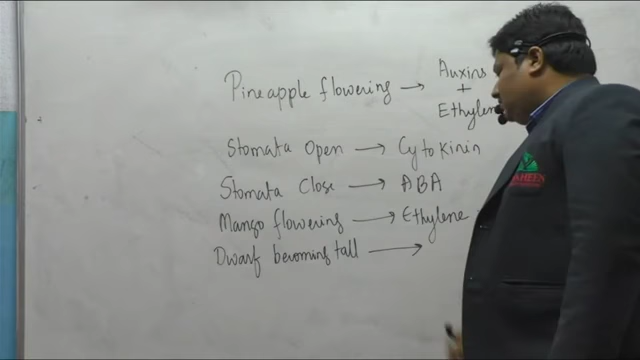 Pineapple flowering → Auxins
+
Ethylene
Stomata Open → Cytokinin
Stomata Close → ABA
Mango flowering → Ethylene
Dwarf becoming tall →